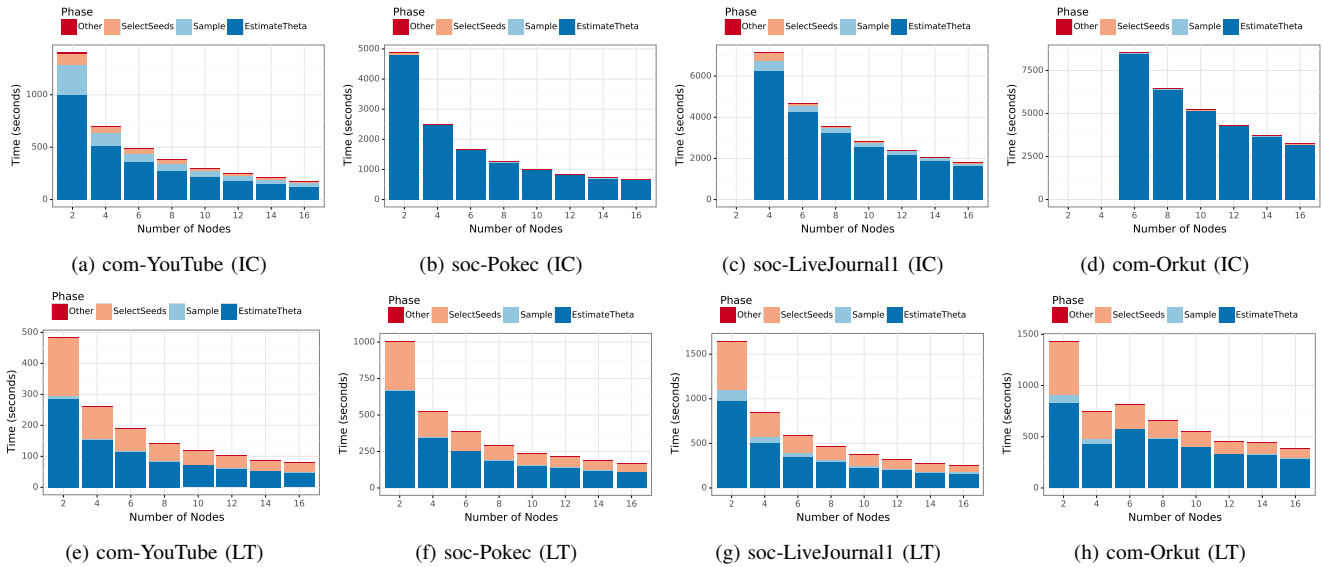 Phase
Other SelectSeeds Sample EstimateTheta
Time (seconds)
1000
500
0
2 4 6 8 10 12 14 16
Number of Nodes
(a) com-YouTube (IC)
Phase
Other SelectSeeds Sample EstimateTheta
Time (seconds)
5000
4000
3000
2000
1000
0
2 4 6 8 10 12 14 16
Number of Nodes
(b) soc-Pokec (IC)
Phase
Other SelectSeeds Sample EstimateTheta
Time (seconds)
6000
4000
2000
0
2 4 6 8 10 12 14 16
Number of Nodes
(c) soc-LiveJournal1 (IC)
Phase
Other SelectSeeds Sample EstimateTheta
Time (seconds)
7500
5000
2500
0
2 4 6 8 10 12 14 16
Number of Nodes
(d) com-Orkut (IC)
Phase
Other SelectSeeds Sample EstimateTheta
Time (seconds)
500
400
300
200
100
0
2 4 6 8 10 12 14 16
Number of Nodes
(e) com-YouTube (LT)
Phase
Other SelectSeeds Sample EstimateTheta
Time (seconds)
1000
750
500
250
0
2 4 6 8 10 12 14 16
Number of Nodes
(f) soc-Pokec (LT)
Phase
Other SelectSeeds Sample EstimateTheta
Time (seconds)
1500
1000
500
0
2 4 6 8 10 12 14 16
Number of Nodes
(g) soc-LiveJournal1 (LT)
Phase
Other SelectSeeds Sample EstimateTheta
Time (seconds)
1500
1000
500
0
2 4 6 8 10 12 14 16
Number of Nodes
(h) com-Orkut (LT)